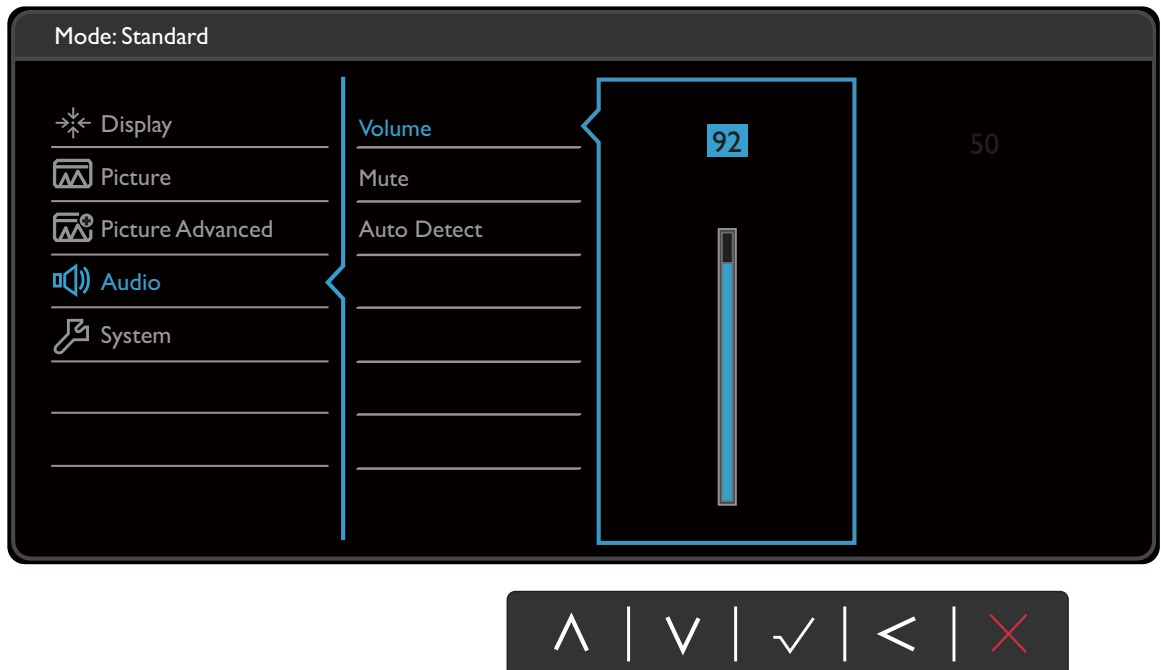 Mode: Standard
Display
Picture
Picture Advanced
Audio
System
Volume
Mute
Auto Detect
92
50